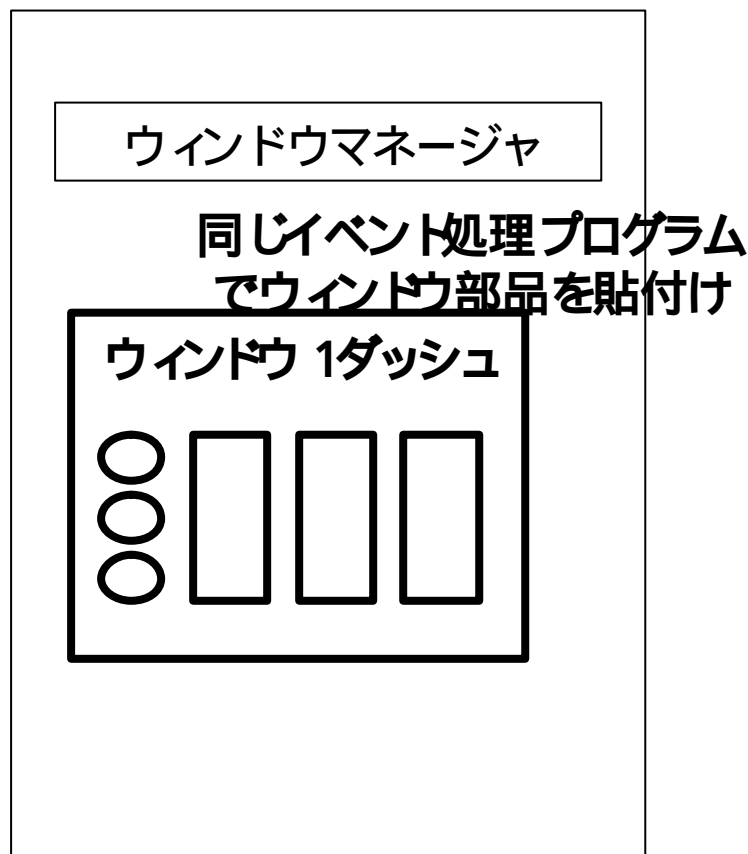 ウィンドウマネージャ
同じイベント処理プログラム
でウィンドウ部品を貼付け
ウィンドウ 1ダッシュ